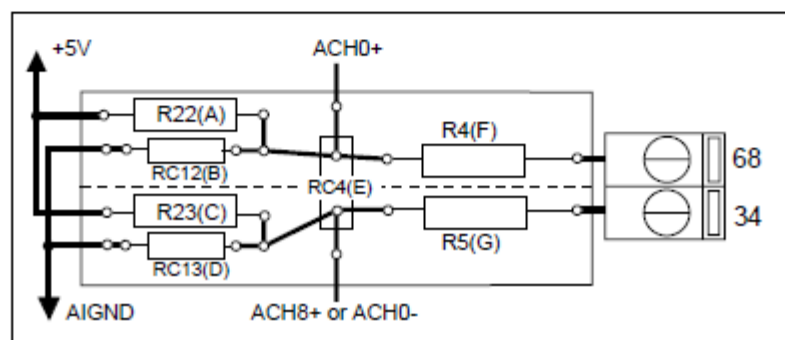 +5V
ACH0+
R22(A)
R4(F)
68
RC12(B)
RC4(E)
R23(C)
34
R5(G)
RC13(D)
AIGND
ACH8+ or ACH0-